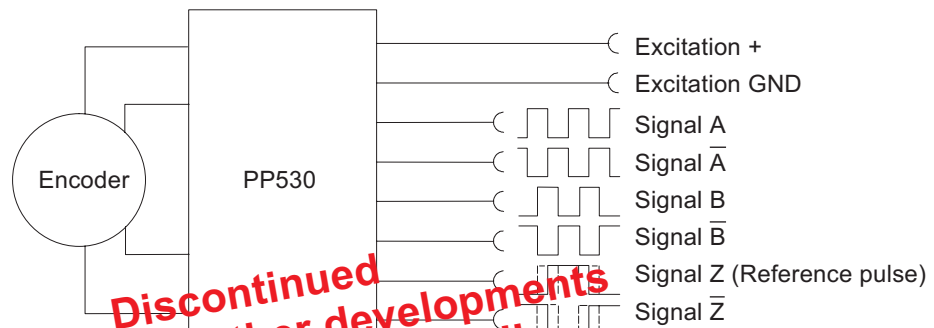 Excitation +
Excitation GND
Signal A
Signal A̅
Encoder
PP530
Signal B
Signal B̅
Signal Z (Reference pulse)
Signal Z̅
Discontinued
developments